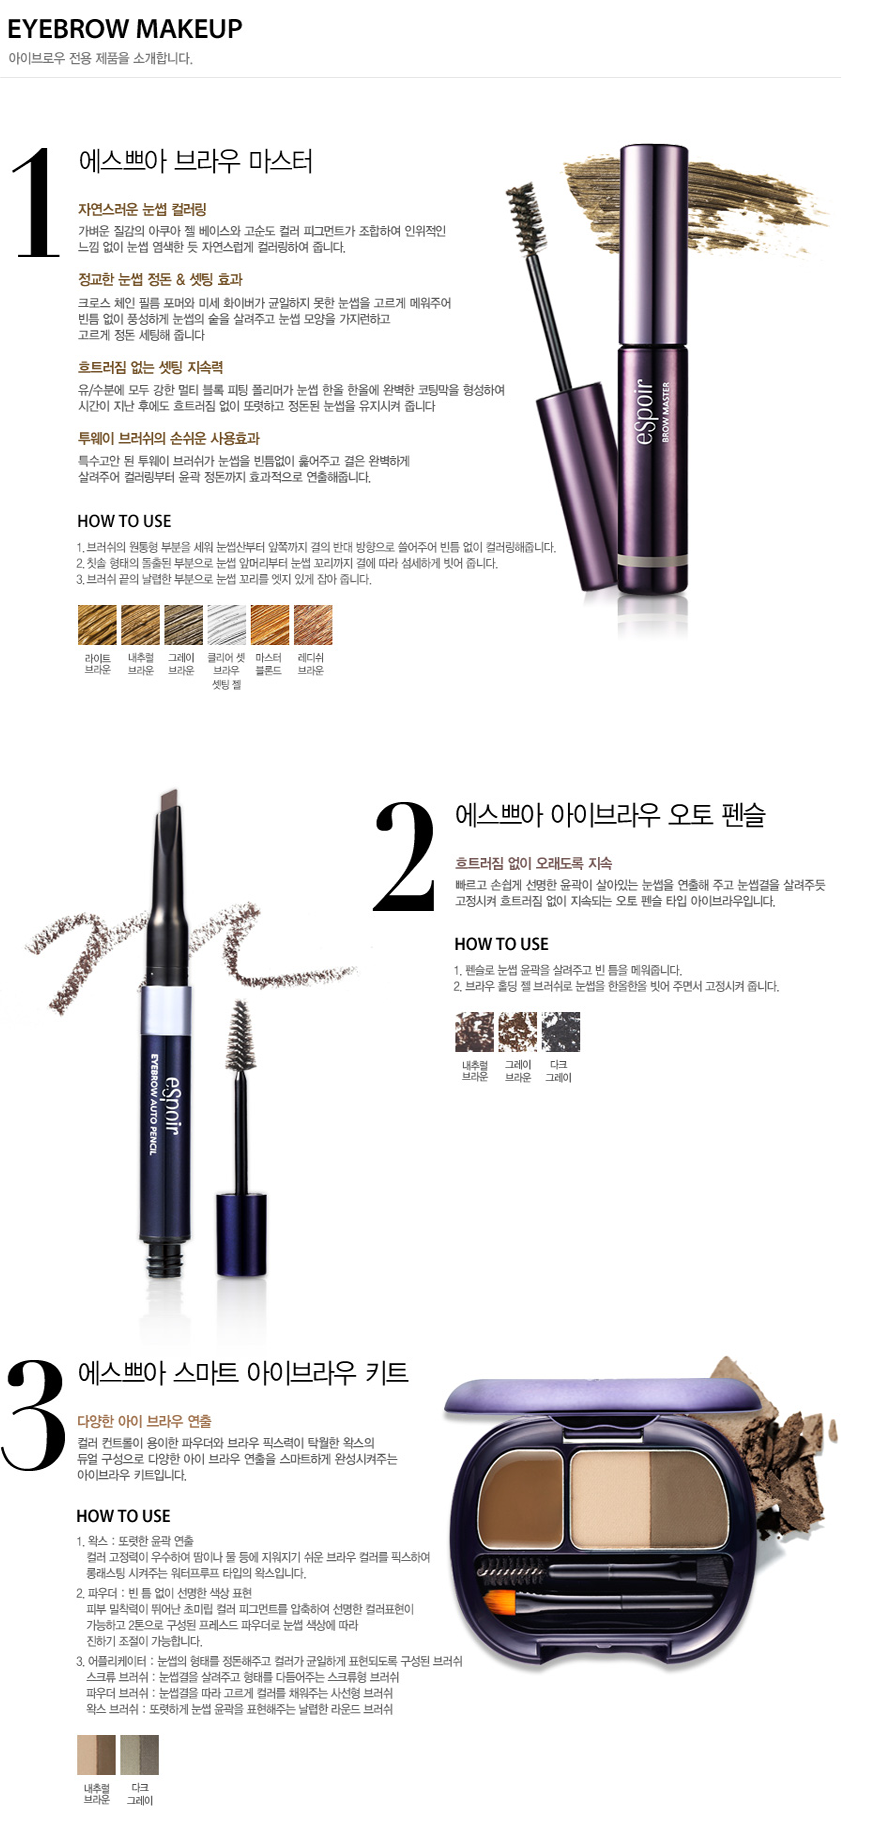 EYEBROW MAKEUP
아이브로우 전용 제품을 소개합니다.
1
에스쁘아 브라우 마스터
자연스러운 눈썹 컬러링
가벼운 질감의 아쿠아 젤 베이스와 고순도 컬러 피그먼트가 조합하여 인위적인
느낌 없이 눈썹 염색한 듯 자연스럽게 컬러링하여 줍니다.
정교한 눈썹 정돈 & 셋팅 효과
크로스 체인 필름 포머와 미세 화이버가 균일하지 못한 눈썹을 고르게 메워주어
빈틈 없이 풍성하게 눈썹의 숱을 살려주고 눈썹 모양을 가지런하고
고르게 정돈 세팅해 줍니다
흐트러짐 없는 셋팅 지속력
유/수분에 모두 강한 멀티 블록 피팅 폴리머가 눈썹 한올 한올에 완벽한 코팅막을 형성하여
시간이 지난 후에도 흐트러짐 없이 또렷하고 정돈된 눈썹을 유지시켜 줍니다
투웨이 브러쉬의 손쉬운 사용효과
특수고안 된 투웨이 브러쉬가 눈썹을 빈틈없이 훑어주고 결은 완벽하게
살려주어 컬러링부터 윤곽 정돈까지 효과적으로 연출해줍니다.
HOW TO USE
1. 브러쉬의 원통형 부분을 세워 눈썹산부터 앞쪽까지 결의 반대 방향으로 쓸어주어 빈틈 없이 컬러링해줍니다.
2. 칫솔 형태의 돌출된 부분으로 눈썹 앞머리부터 눈썹 꼬리까지 결에 따라 섬세하게 빗어 줍니다.
3. 브러쉬 끝의 날렵한 부분으로 눈썹 꼬리를 엣지 있게 잡아 줍니다.
라이트 내추럴 그레이 클리어 셋 마스터 레디쉬
브라운 브라운 브라운 브라우 블론드 브라운
셋팅 젤
eSpoir
BROW MASTER
2
에스쁘아 아이브라우 오토 펜슬
흐트러짐 없이 오래도록 지속
빠르고 손쉽게 선명한 윤곽이 살아있는 눈썹을 연출해 주고 눈썹결을 살려주듯
고정시켜 흐트러짐 없이 지속되는 오토 펜슬 타입 아이브라우입니다.
HOW TO USE
1. 펜슬로 눈썹 윤곽을 살려주고 빈 틈을 메워줍니다.
2. 브라우 홀딩 젤 브러쉬로 눈썹을 한올한올 빗어 주면서 고정시켜 줍니다.
내추럴 그레이 다크
브라운 브라운 그레이
eSpoir
EYEBROW AUTO PENCIL
3
에스쁘아 스마트 아이브라우 키트
다양한 아이 브라우 연출
컬러 컨트롤이 용이한 파우더와 브라우 픽스력이 탁월한 왁스의
듀얼 구성으로 다양한 아이 브라우 연출을 스마트하게 완성시켜주는
아이브라우 키트입니다.
HOW TO USE
1. 왁스 : 또렷한 윤곽 연출
컬러 고정력이 우수하여 땀이나 물 등에 지워지기 쉬운 브라우 컬러를 픽스하여
롱래스팅 시켜주는 워터프루프 타입의 왁스입니다.
2. 파우더 : 빈 틈 없이 선명한 색상 표현
피부 밀착력이 뛰어난 초미립 컬러 피그먼트를 압축하여 선명한 컬러표현이
가능하고 2톤으로 구성된 프레스드 파우더로 눈썹 색상에 따라
진하기 조절이 가능합니다.
3. 어플리케이터 : 눈썹의 형태를 정돈해주고 컬러가 균일하게 표현되도록 구성된 브러쉬
스크류 브러쉬 : 눈썹결을 살려주고 형태를 다듬어주는 스크류형 브러쉬
파우더 브러쉬 : 눈썹결을 따라 고르게 컬러를 채워주는 사선형 브러쉬
왁스 브러쉬 : 또렷하게 눈썹 윤곽을 표현해주는 날렵한 라운드 브러쉬
내추럴 다크
브라운 그레이